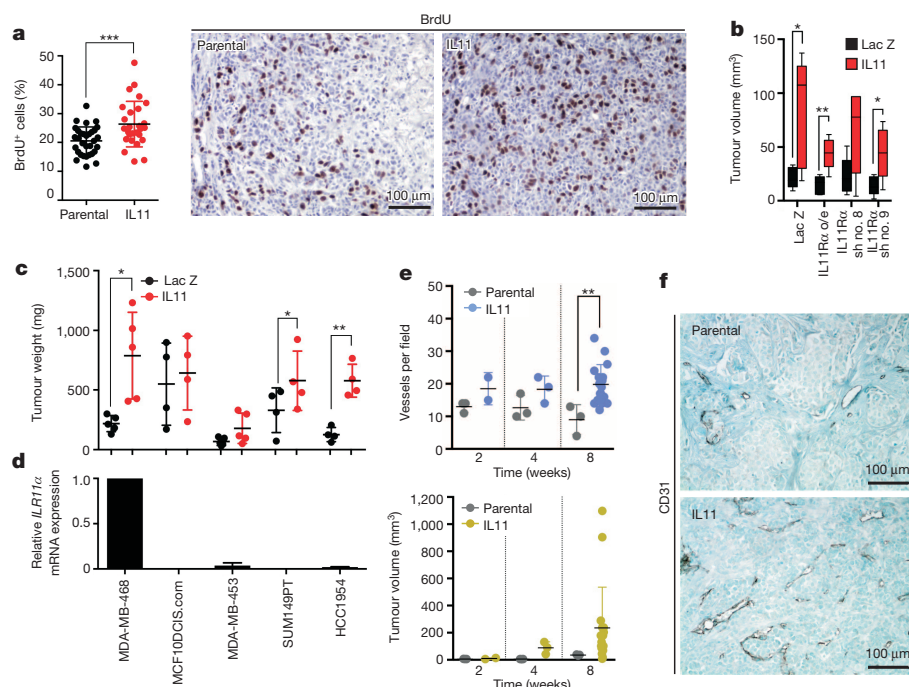 a
BrdU
***
BrdU+ cells (%)
50
40
30
20
10
0
Parental
IL11
Parental
100 μm
IL11
100 μm
b
Lac Z
IL11
Tumour volume (mm³)
150
100
50
0
*
**
*
Lac Z
IL11Rα o/e
IL11Rα
sh no. 8
IL11Rα
sh no. 9
c
Lac Z
IL11
Tumour weight (mg)
1,500
1,000
500
0
*
*
**
d
Relative ILR11α
mRNA expression
1.0
0.5
0
MDA-MB-468
MCF10DCIS.com
MDA-MB-453
SUM149PT
HCC1954
e
Parental
IL11
**
Vessels per field
50
40
30
20
10
0
2
4
8
Time (weeks)
Parental
IL11
Tumour volume (mm³)
1,200
1,000
800
600
400
200
0
2
4
8
Time (weeks)
f
CD31
Parental
100 μm
IL11
100 μm